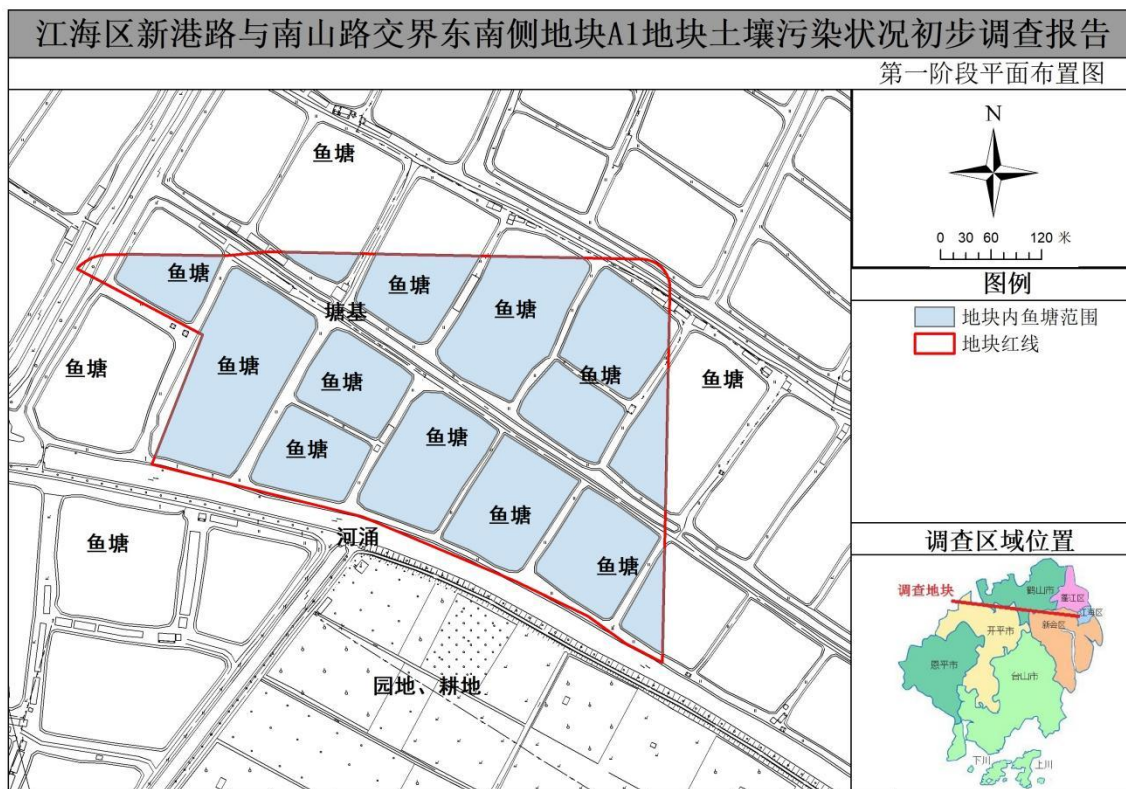 江海区新港路与南山路交界东南侧地块A1地块土壤污染状况初步调查报告
第一阶段平面布置图
N
0 30 60 120 米
图例
地块内鱼塘范围
地块红线
调查区域位置
调查地块
鹤山市
蓬江区
江海区
新会区
开平市
恩平市
台山市
下川
上川
鱼塘
鱼塘
鱼塘
鱼塘
塘基
鱼塘
鱼塘
鱼塘
鱼塘
鱼塘
鱼塘
鱼塘
鱼塘
鱼塘
河涌
鱼塘
鱼塘
园地、耕地